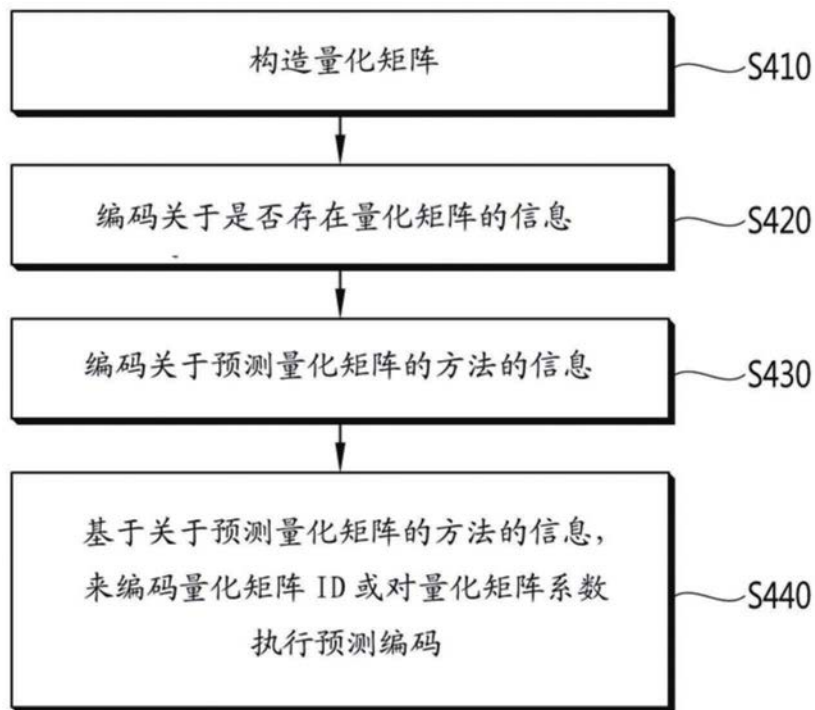 构造量化矩阵
S410
编码关于是否存在量化矩阵的信息
S420
编码关于预测量化矩阵的方法的信息
S430
基于关于预测量化矩阵的方法的信息，
来编码量化矩阵 ID 或对量化矩阵系数
执行预测编码
S440